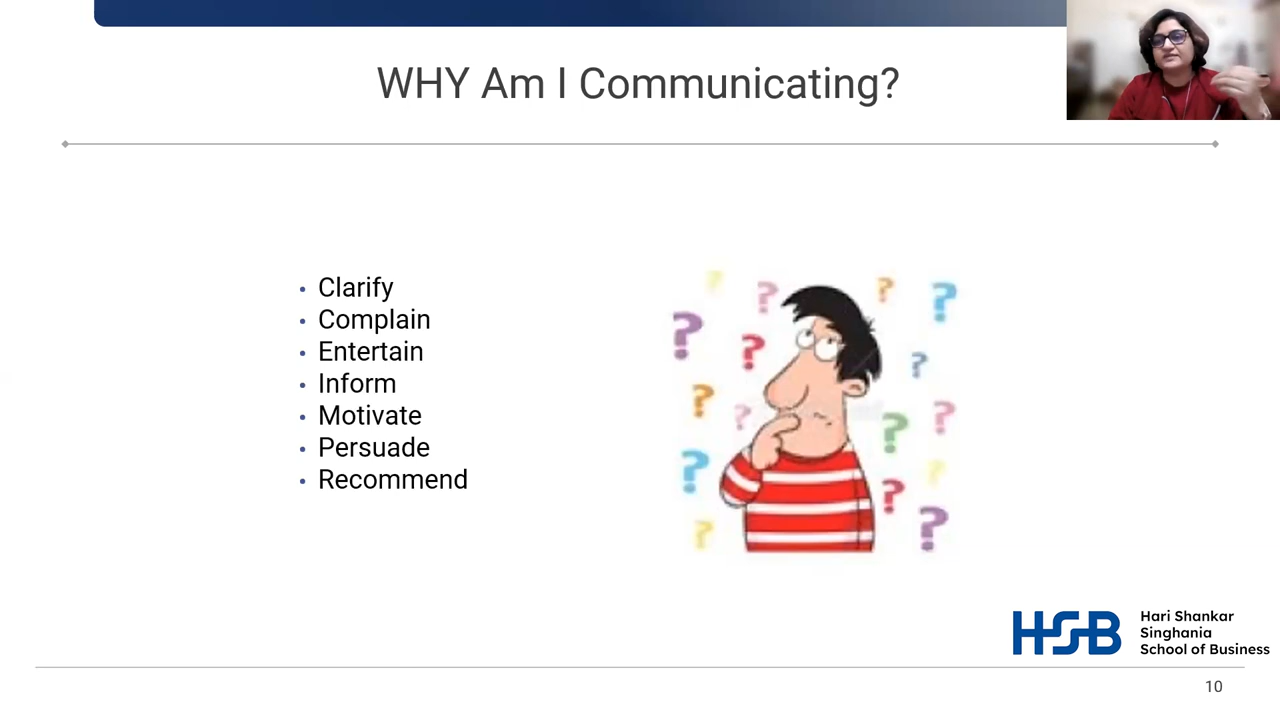 WHY Am I Communicating?
• Clarify
• Complain
• Entertain
• Inform
• Motivate
• Persuade
• Recommend
HSB
Hari Shankar
Singhania
School of Business
10